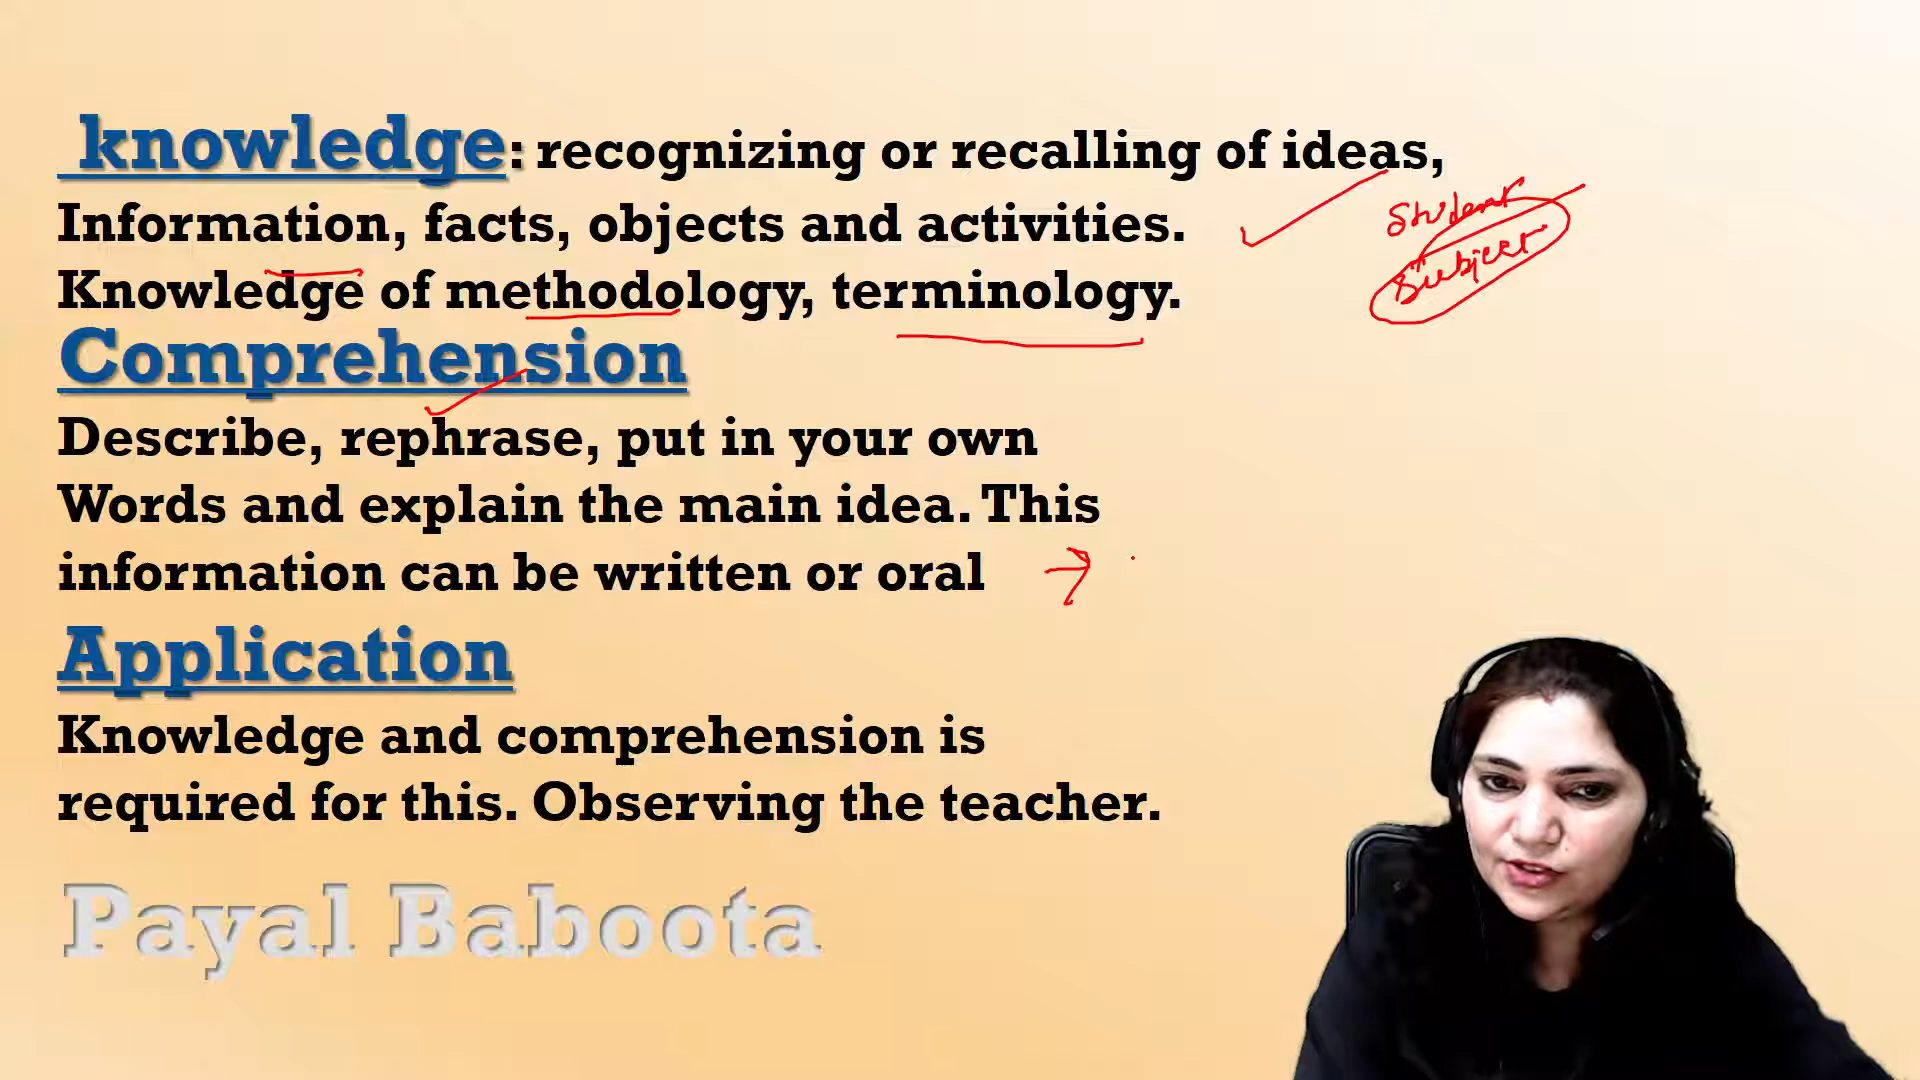 knowledge: recognizing or recalling of ideas,
Information, facts, objects and activities.
Student
Subject
Knowledge of methodology, terminology.
Comprehension
Describe, rephrase, put in your own
Words and explain the main idea. This
information can be written or oral
Application
Knowledge and comprehension is
required for this. Observing the teacher.
Payal Baboota